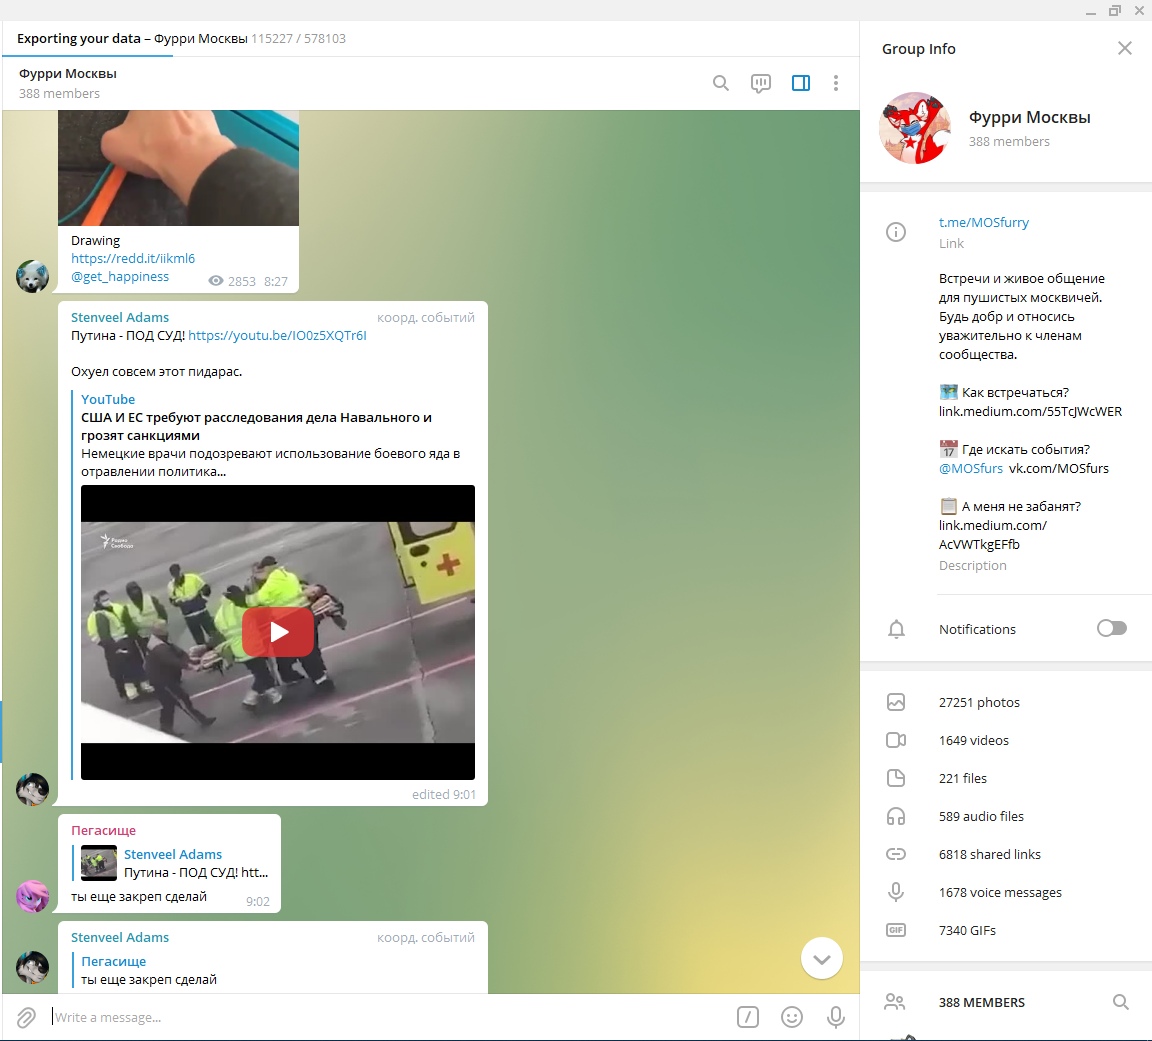 Exporting your data – Фурри Москвы 115227 / 578103
Фурри Москвы
388 members
Drawing
https://redd.it/iikml6
@get_happiness
2853 8:27
Stenveel Adams коорд. событий
Путина - ПОД СУД! https://youtu.be/IO0z5XQTr6I
Охуел совсем этот пидарас.
YouTube
США И ЕС требуют расследования дела Навального и
грозят санкциями
Немецкие врачи подозревают использование боевого яда в
отравлении политика...
Радио
Свобода
edited 9:01
Пегасище
Stenveel Adams
Путина - ПОД СУД! htt...
ты еще закреп сделай
9:02
Stenveel Adams коорд. событий
Пегасище
ты еще закреп сделай
Write a message...
Group Info
Фурри Москвы
388 members
t.me/MOSfurry
Link
Встречи и живое общение
для пушистых москвичей.
Будь добр и относись
уважительно к членам
сообщества.
Как встречаться?
link.medium.com/55TcJWcWER
17 Где искать события?
@MOSfurs vk.com/MOSfurs
А меня не забанят?
link.medium.com/
AcVWTkgEFfb
Description
Notifications
27251 photos
1649 videos
221 files
589 audio files
6818 shared links
1678 voice messages
GIF 7340 GIFs
388 MEMBERS